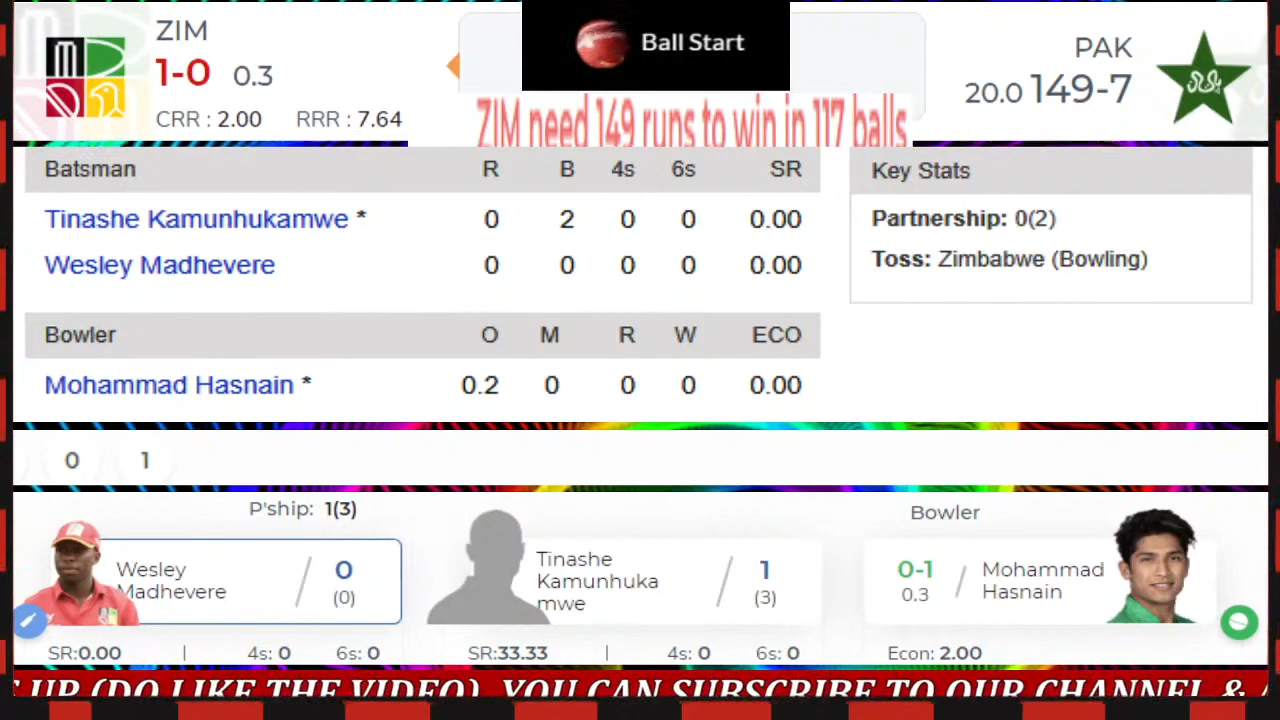 ZIM
1-0 0.3
CRR : 2.00 RRR : 7.64
Ball Start
PAK
20.0 149-7
ZIM need 149 runs to win in 117 balls
Batsman R B 4s 6s SR
Tinashe Kamunhukamwe * 0 2 0 0 0.00
Wesley Madhevere 0 0 0 0 0.00
Key Stats
Partnership: 0(2)
Toss: Zimbabwe (Bowling)
Bowler O M R W ECO
Mohammad Hasnain * 0.2 0 0 0 0.00
0 1
P'ship: 1(3)
Wesley
Madhevere
0
(0)
SR:0.00 | 4s: 0 6s: 0
Tinashe
Kamunhuka
mwe
1
(3)
SR:33.33 | 4s: 0 6s: 0
Bowler
0-1
0.3
Mohammad
Hasnain
Econ: 2.00
UP (DO LIKE THE VIDEO), YOU CAN SUBSCRIBE TO OUR CHANNEL &